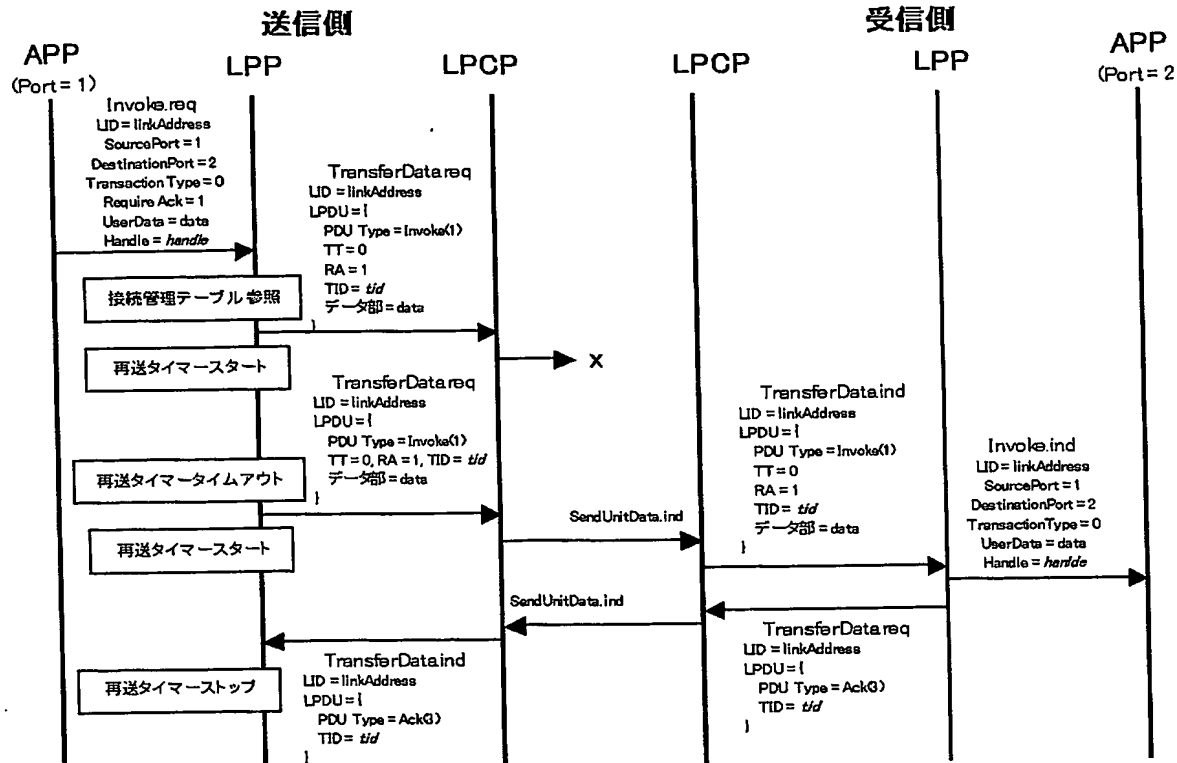 送信側
受信側
APP
(Port = 1)
LPP
LPCP
LPCP
LPP
APP
(Port = 2
Invoke.req
LID = linkAddress
SourcePort = 1
DestinationPort = 2
Transaction Type = 0
Require Ack = 1
UserData = data
Handle = handle
接続管理テーブル 参照
TransferData.req
LID = linkAddress
LPDU = {
PDU Type = Invoke(1)
TT = 0
RA = 1
TID = tid
データ部 = data
}
再送タイマースタート
x
TransferData.req
LID = linkAddress
LPDU = {
PDU Type = Invoke(1)
TT = 0, RA = 1, TID = tid
データ部 = data
}
再送タイマータイムアウト
再送タイマースタート
SendUnitData.ind
TransferData.ind
LID = linkAddress
LPDU = {
PDU Type = Invoke(1)
TT = 0
RA = 1
TID = tid
データ部 = data
}
Invoke.ind
LID = linkAddress
SourcePort = 1
DestinationPort = 2
TransactionType = 0
UserData = data
Handle = handle
SendUnitData.ind
TransferData.req
LID = linkAddress
LPDU = {
PDU Type = Ack(3)
TID = tid
}
TransferData.ind
LID = linkAddress
LPDU = {
PDU Type = Ack(3)
TID = tid
}
再送タイマーストップ